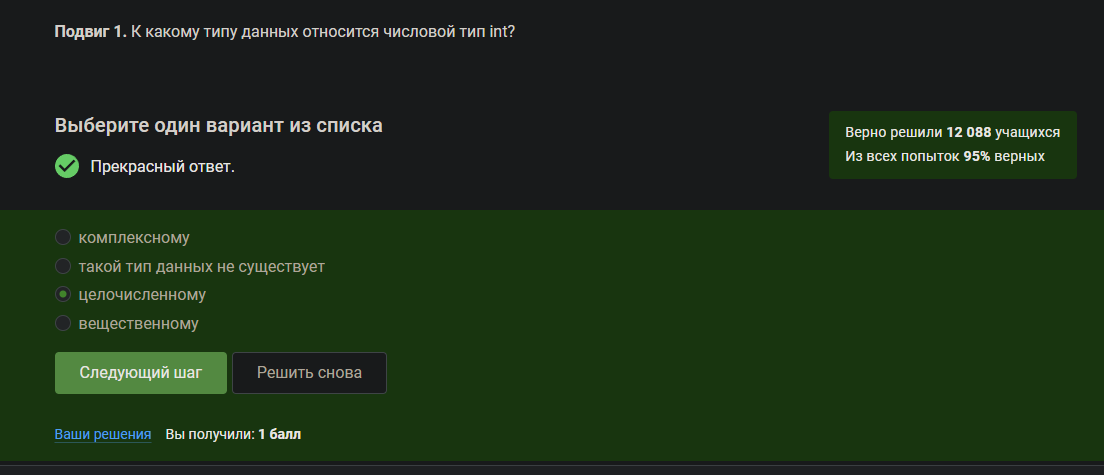 Подвиг 1. К какому типу данных относится числовой тип int?
Выберите один вариант из списка
Прекрасный ответ.
Верно решили 12 088 учащихся
Из всех попыток 95% верных
комплексному
такой тип данных не существует
целочисленному
вещественному
Следующий шаг
Решить снова
Ваши решения Вы получили: 1 балл